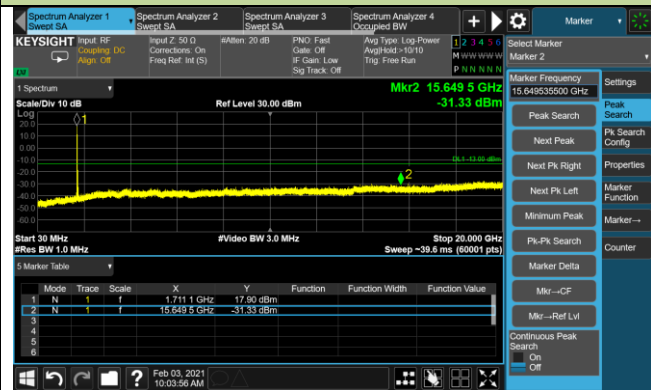 Spectrum Analyzer 1
Swept SA
Spectrum Analyzer 2
Swept SA
Spectrum Analyzer 3
Swept SA
Spectrum Analyzer 4
Occupied BW
Marker
KEYSIGHT
Input: RF
Coupling: DC
Align: Off
Input Z: 50 Ω
Corrections: On
Freq Ref: Int (S)
#Atten: 20 dB
PNO: Fast
Gate: Off
IF Gain: Low
Sig Track: Off
Avg Type: Log-Power
Avg|Hold:>10/10
Trig: Free Run
1 2 3 4 5 6
M W W W W W
P N N N N N
Select Marker
Marker 2
1 Spectrum
Mkr2 15.649 5 GHz
Scale/Div 10 dB
Ref Level 30.00 dBm
-31.33 dBm
Log
20.0
10.0
0.00
-10.0
-20.0
-30.0
-40.0
-50.0
-60.0
1
DL1 -13.00 dBm
2
Start 30 MHz
#Video BW 3.0 MHz
Stop 20.000 GHz
#Res BW 1.0 MHz
Sweep ~39.6 ms (60001 pts)
5 Marker Table
Mode Trace Scale X Y Function Function Width Function Value
1 N 1 f 1.711 1 GHz 17.90 dBm
2 N 1 f 15.649 5 GHz -31.33 dBm
3
4
5
6
Marker Frequency
15.649535500 GHz
Peak Search
Next Peak
Next Pk Right
Next Pk Left
Minimum Peak
Pk-Pk Search
Marker Delta
Mkr→CF
Mkr→Ref Lvl
Continuous Peak
Search
On
Off
Settings
Peak
Search
Pk Search
Config
Properties
Marker
Function
Marker→
Counter
?
Feb 03, 2021
10:03:56 AM